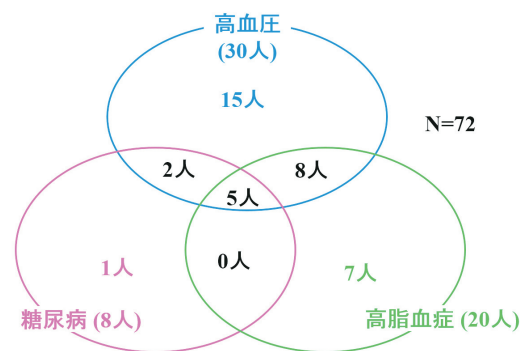 高血圧
(30人)
15人
N=72
2人
8人
5人
0人
1人
7人
糖尿病 (8人)
高脂血症 (20人)